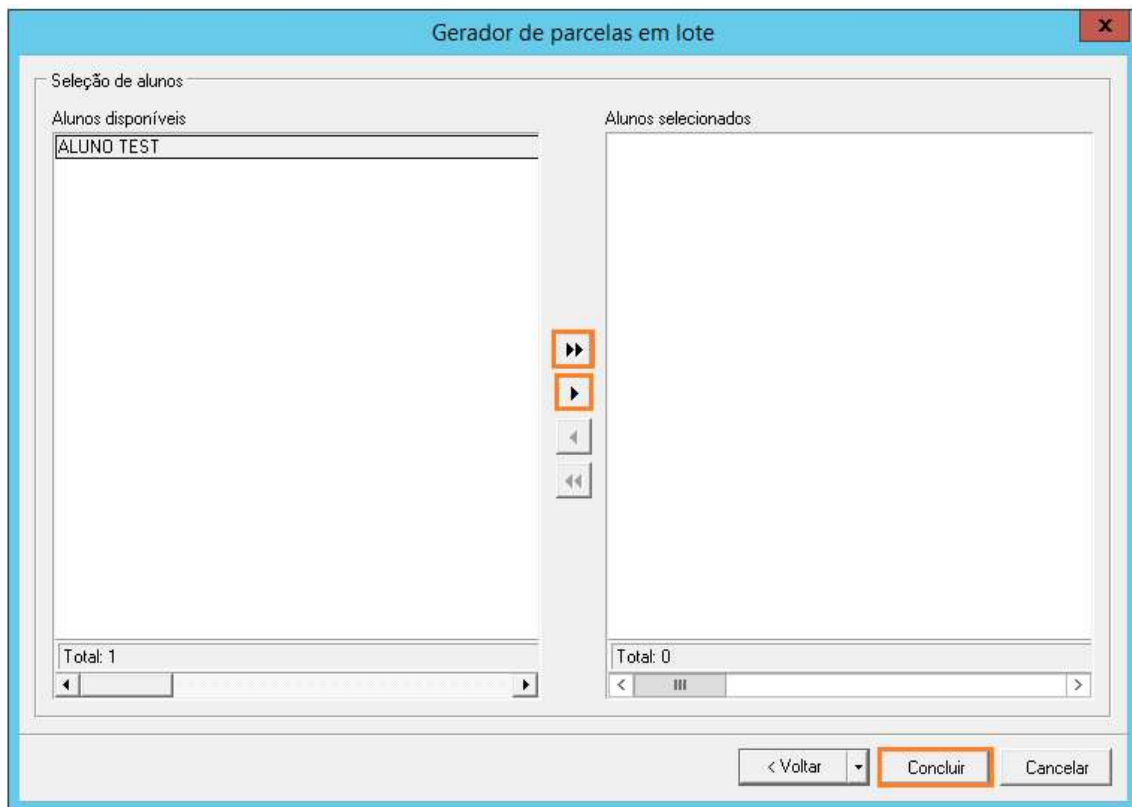 Gerador de parcelas em lote
x
Seleção de alunos
Alunos disponíveis
Alunos selecionados
ALUNO TEST
Total: 1
Total: 0
< Voltar
Concluir
Cancelar